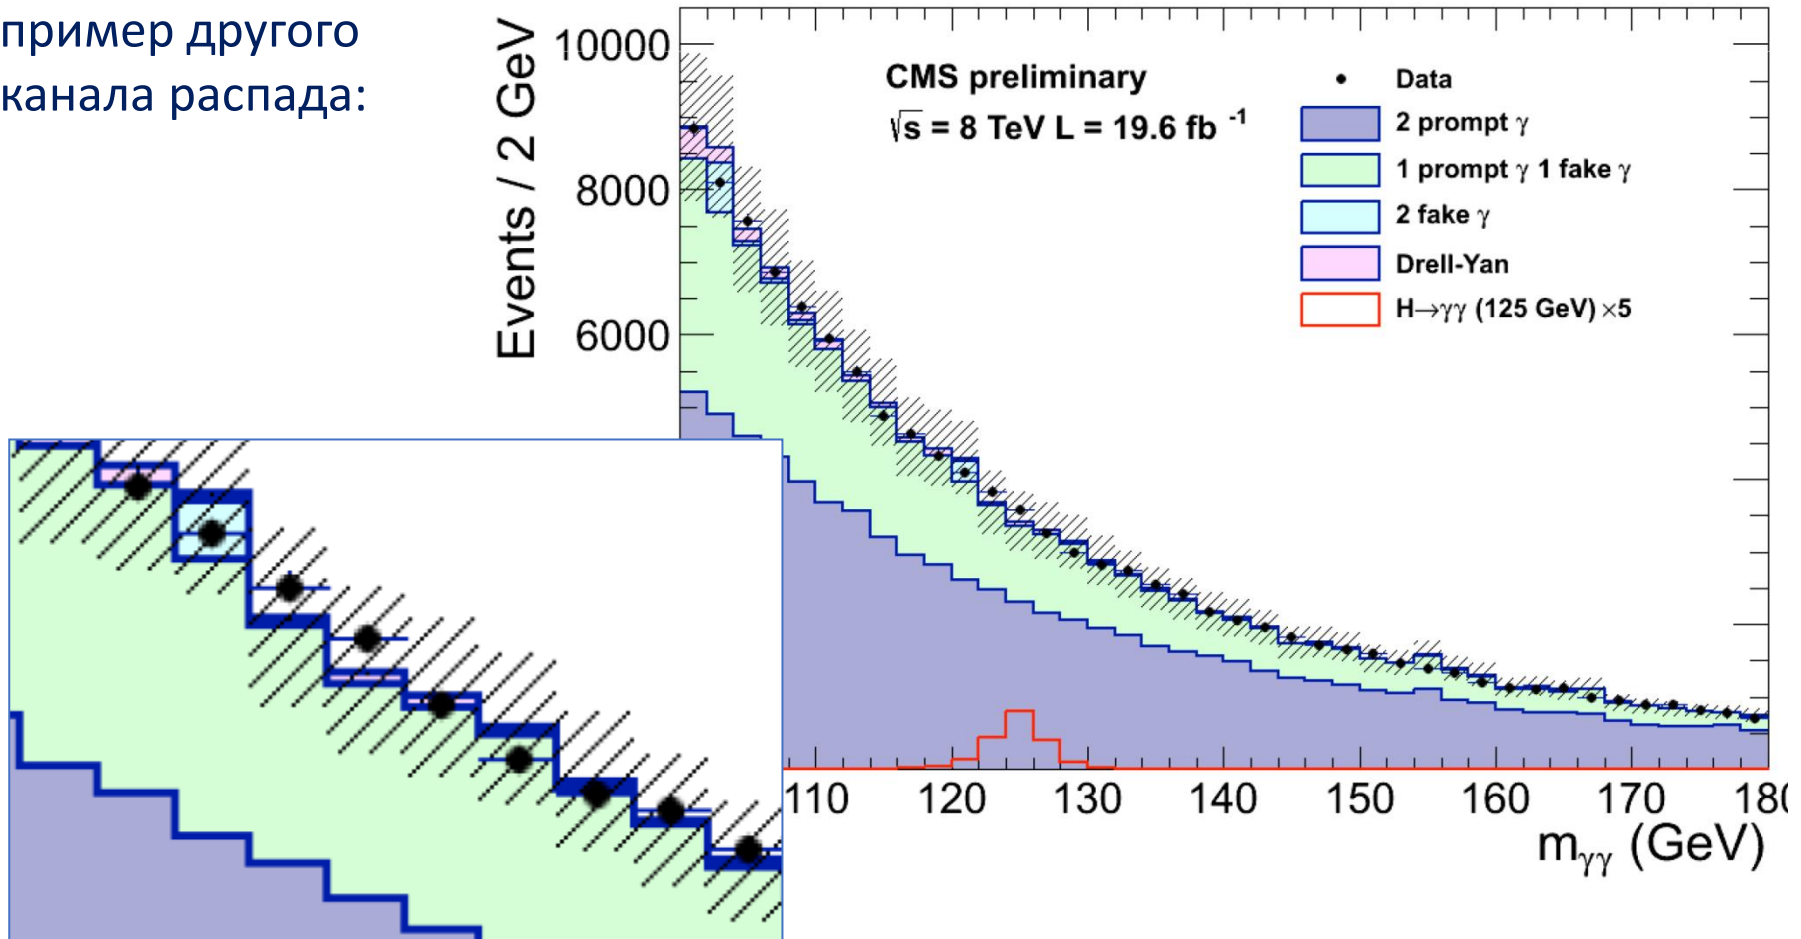 пример другого
канала распада:
Events / 2 GeV
10000
8000
6000
CMS preliminary
√s = 8 TeV L = 19.6 fb -1
Data
2 prompt γ
1 prompt γ 1 fake γ
2 fake γ
Drell-Yan
H→γγ (125 GeV) ×5
110 120 130 140 150 160 170 180
mγγ (GeV)